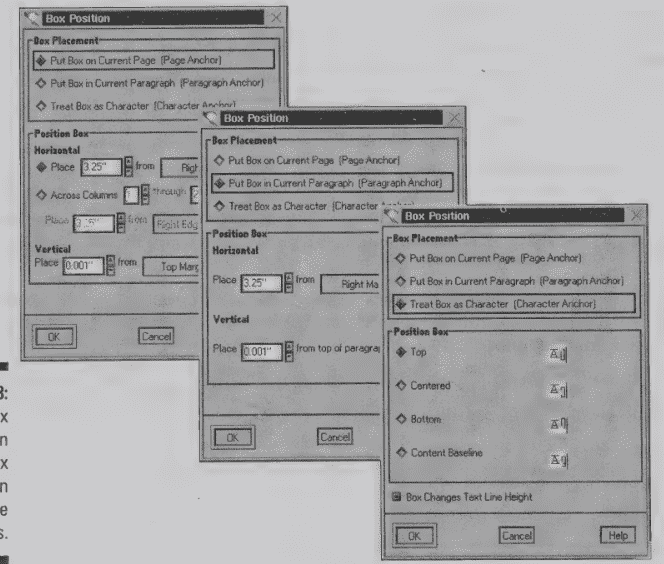 Box Position
Box Placement
Put Box on Current Page (Page Anchor)
Put Box in Current Paragraph (Paragraph Anchor)
Treat Box as Character (Character Anchor)
Position Box
Horizontal
Place 3.25" from Righ
Across Columns 1 through
Place 3.25" from Right Edg
Vertical
Place 0.001" from Top Marg
OK Cancel
Box Position
Box Placement
Put Box on Current Page (Page Anchor)
Put Box in Current Paragraph (Paragraph Anchor)
Treat Box as Character (Character
Position Box
Horizontal
Place 3.25" from Right Ma
Vertical
Place 0.001" from top of paragra
OK Cancel
Box Position
Box Placement
Put Box on Current Page (Page Anchor)
Put Box in Current Paragraph (Paragraph Anchor)
Treat Box as Character (Character Anchor)
Position Box
Top
Centered
Bottom
Content Baseline
Box Changes Text Line Height
OK Cancel Help
3:
x
n
x
n
e
s.